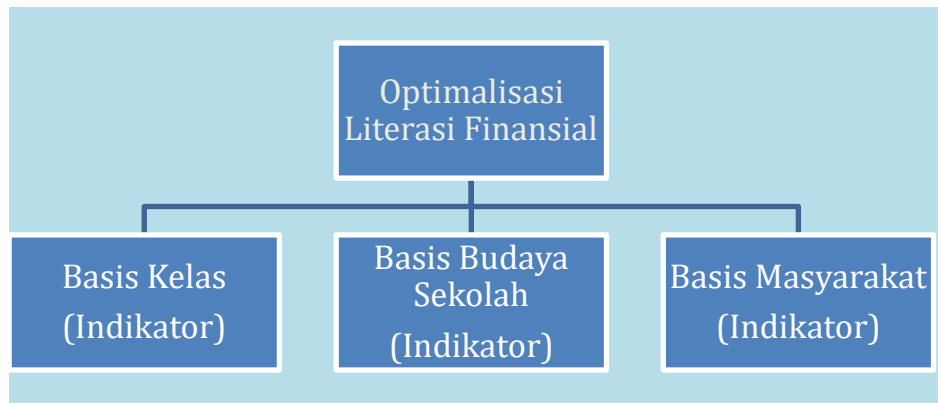 Optimalisasi
Literasi Finansial
Basis Kelas
(Indikator)
Basis Budaya
Sekolah
(Indikator)
Basis Masyarakat
(Indikator)